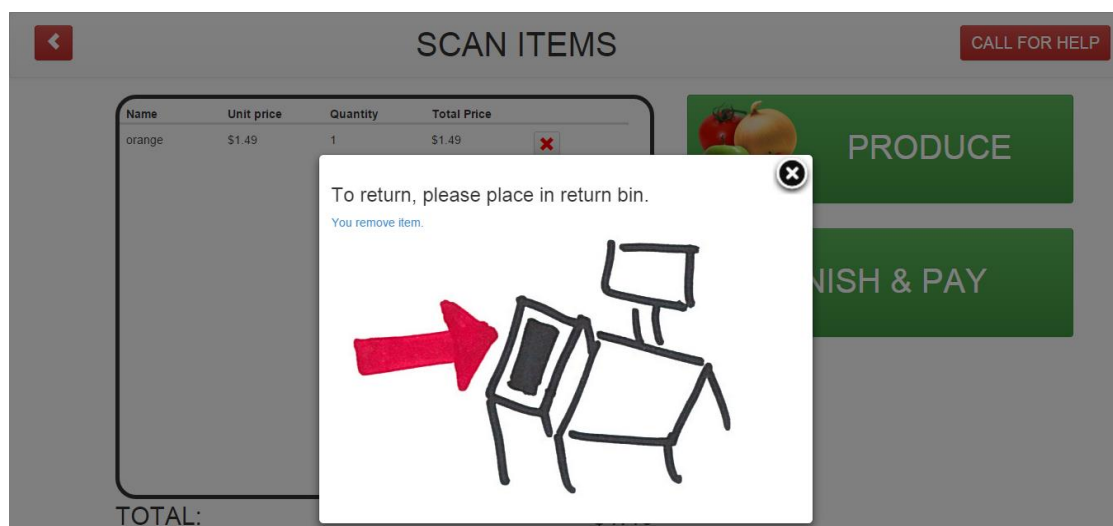 SCAN ITEMS
CALL FOR HELP
Name Unit price Quantity Total Price
orange $1.49 1 $1.49
PRODUCE
To return, please place in return bin.
You remove item.
NISH & PAY
TOTAL: